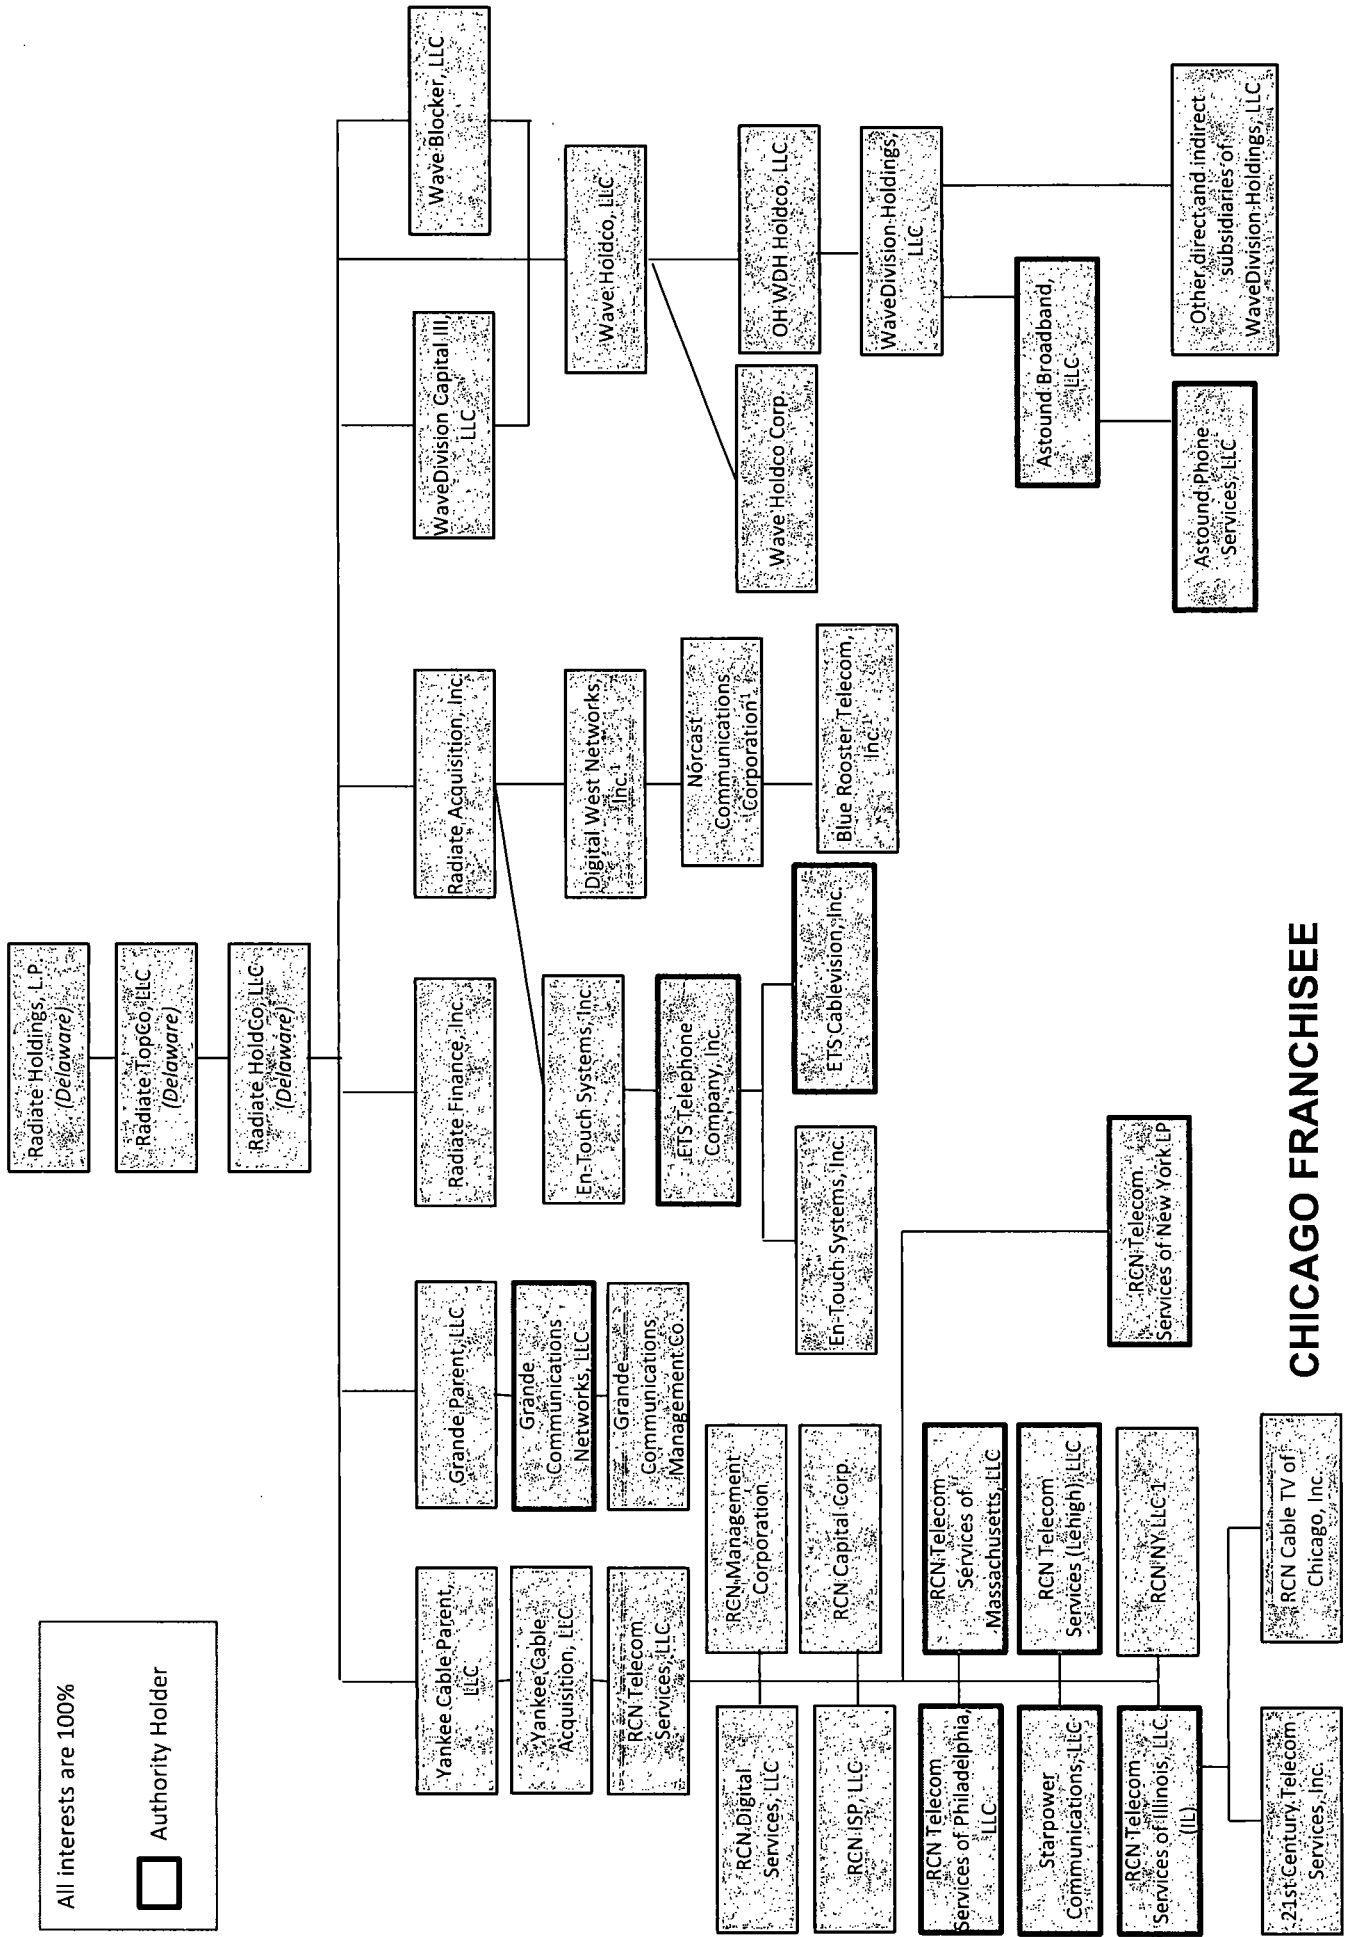 All interests are 100%
Authority Holder
Radiate Holdings, L.P.
(Delaware)
Radiate TopCo, LLC
(Delaware)
Radiate HoldCo, LLC
(Delaware)
Yankee Cable Parent,
LLC
Yankee Cable
Acquisition, LLC
RCN Telecom
Services, LLC
RCN Digital
Services, LLC
RCN Management
Corporation
RCN ISP, LLC
RCN Capital Corp.
RCN Telecom
Services of Philadelphia,
LLC
RCN Telecom
Services of
Massachusetts, LLC
Starpower
Communications, LLC
RCN Telecom
Services (Lehigh), LLC
RCN Telecom
Services of Illinois, LLC
(IL)
RCN NY LLC 1
21st Century Telecom
Services, Inc.
RCN Cable TV of
Chicago, Inc.
RCN Telecom
Services of New York LP
Grande Parent, LLC
Grande
Communications
Networks, LLC
Grande
Communications
Management Co.
Radiate Finance, Inc.
Radiate Acquisition, Inc.
En-Touch Systems, Inc.
ETS Telephone
Company, Inc.
En-Touch Systems, Inc.
ETS Cablevision, Inc.
Digital West Networks,
Inc.¹
Norcast
Communications
Corporation¹
Blue Rooster Telecom,
Inc.¹
WaveDivision Capital III,
LLC
Wave Blocker, LLC
Wave Holdco, LLC
Wave Holdco Corp.
OH WDH Holdco, LLC
WaveDivision Holdings,
LLC
Astound Broadband,
LLC
Astound Phone
Services, LLC
Other direct and indirect
subsidiaries of
WaveDivision Holdings, LLC
CHICAGO FRANCHISEE